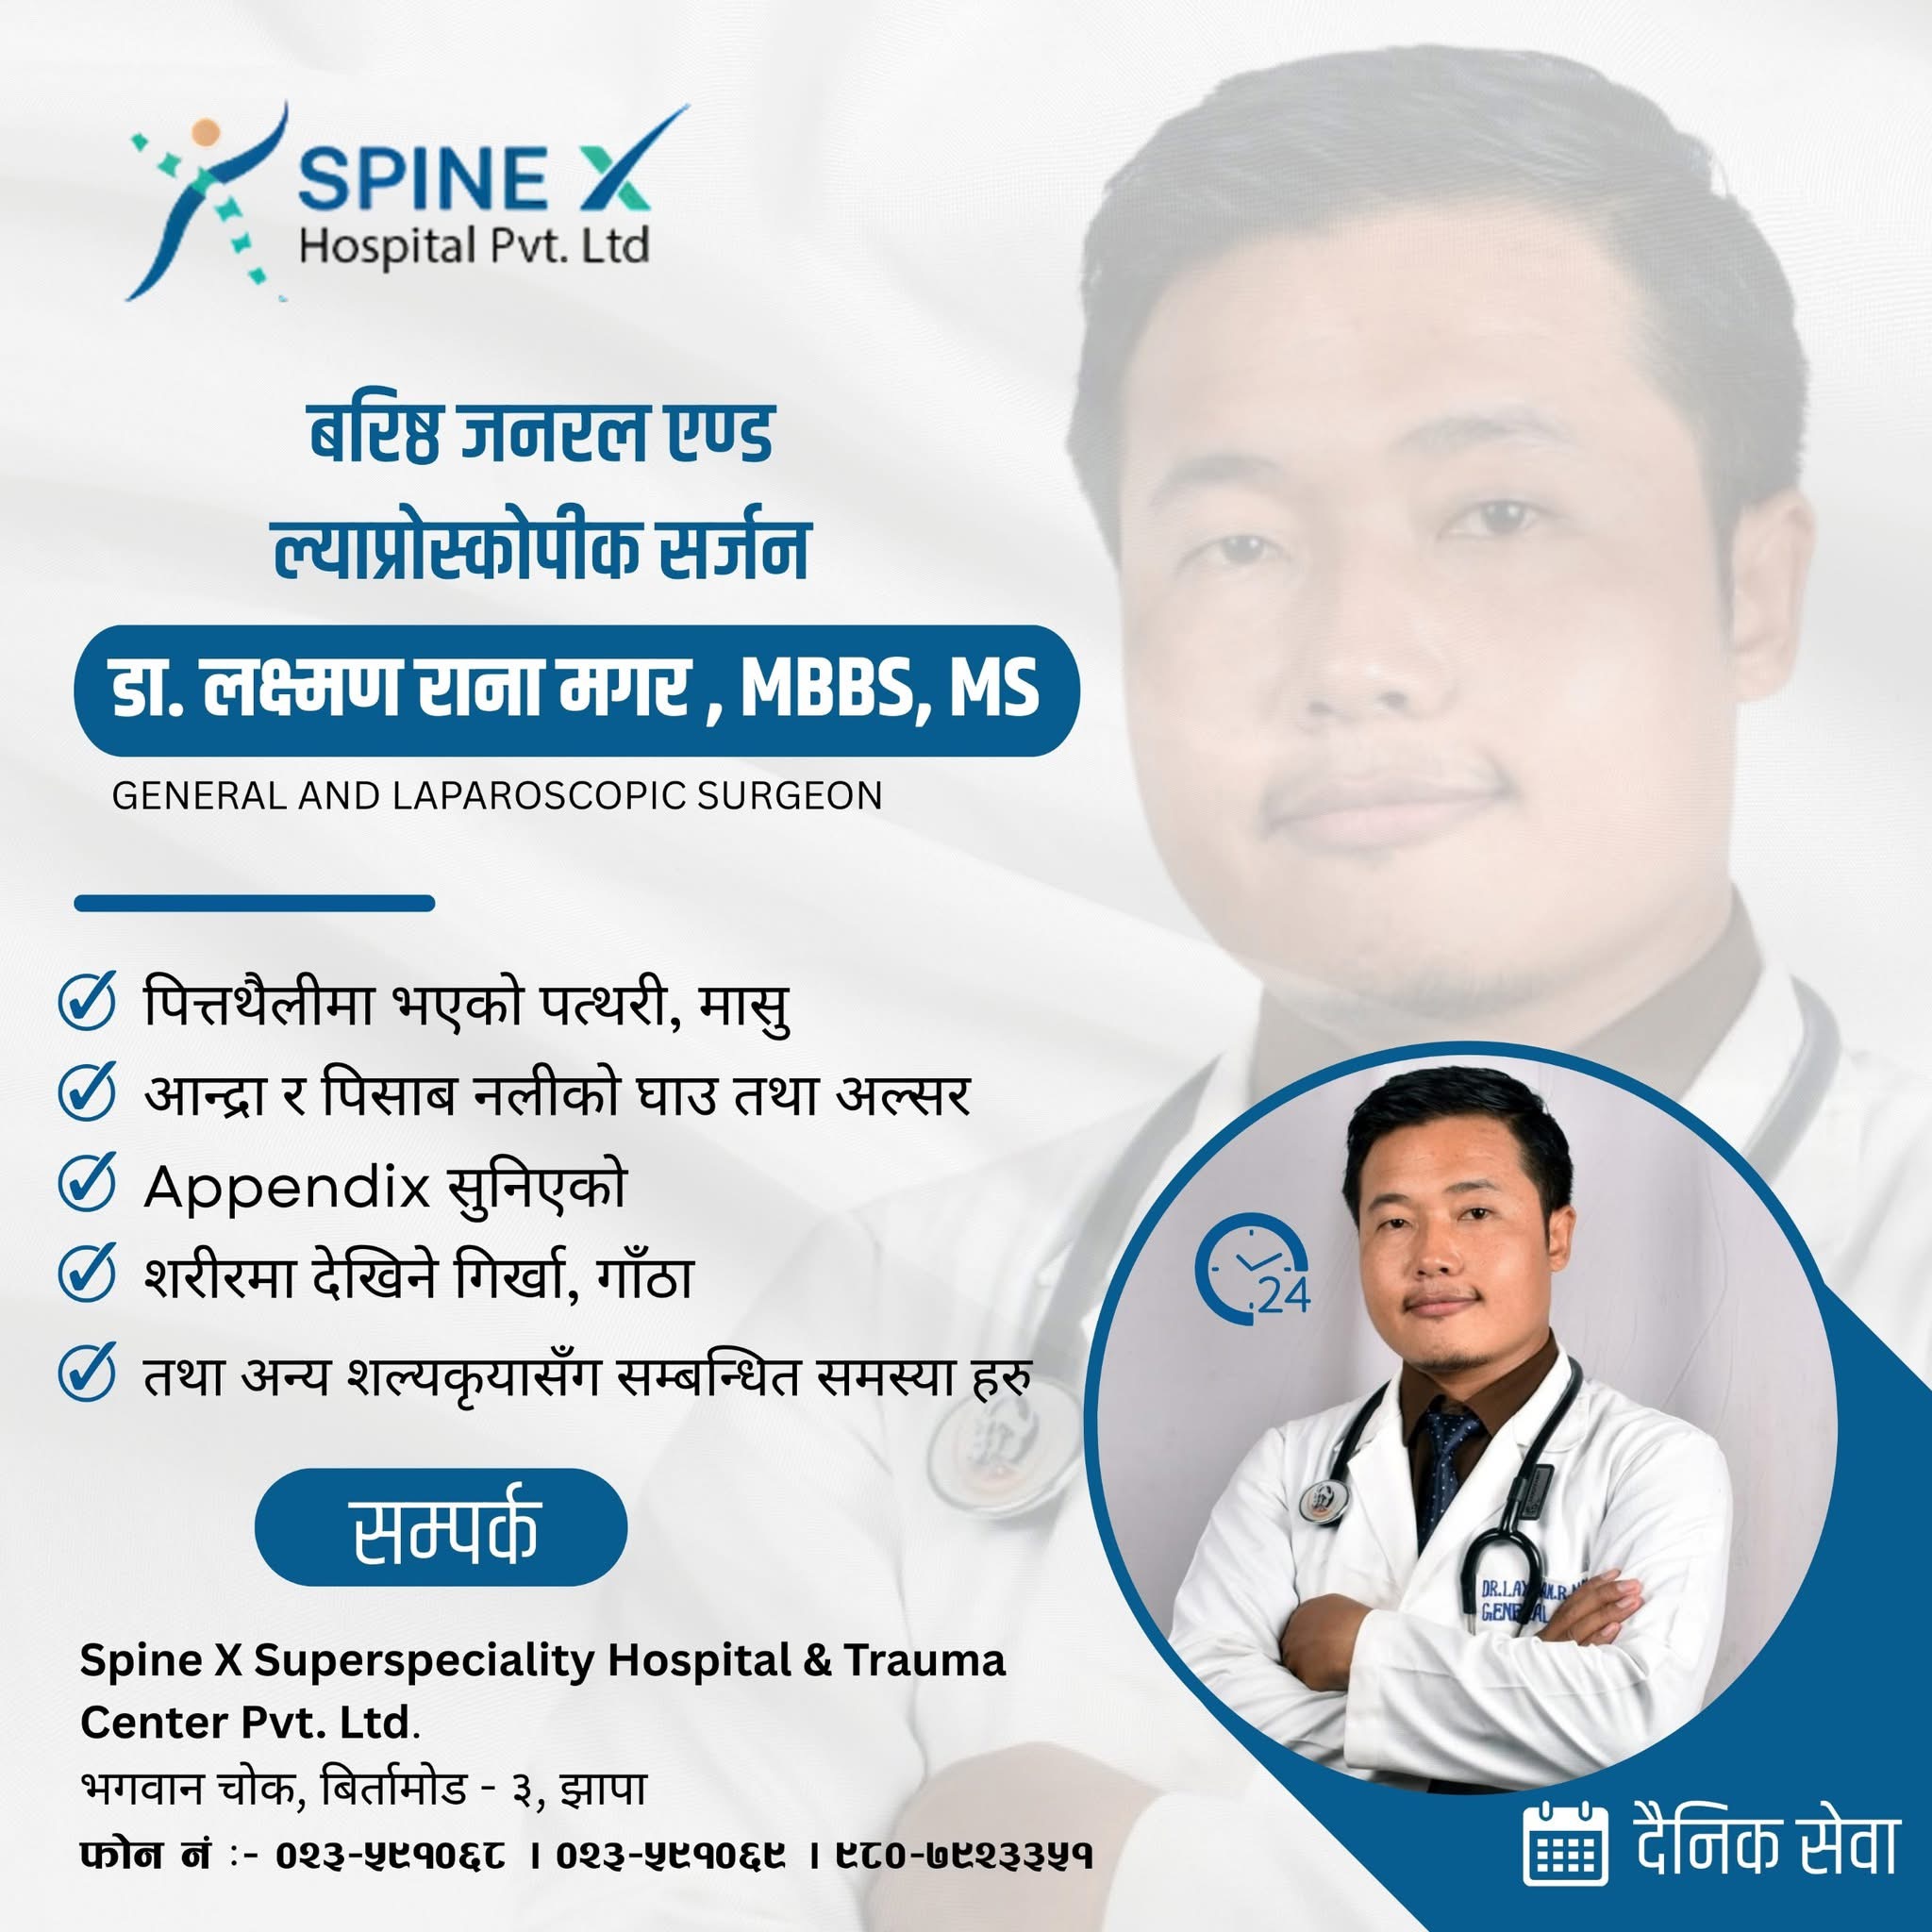 SPINE X
Hospital Pvt. Ltd
बरिष्ठ जनरल एण्ड
ल्याप्रोस्कोपीक सर्जन
डा. लक्ष्मण राना मगर , MBBS, MS
GENERAL AND LAPAROSCOPIC SURGEON
पित्तथैलीमा भएको पत्थरी, मासु
आन्द्रा र पिसाब नलीको घाउ तथा अल्सर
Appendix सुनिएको
शरीरमा देखिने गिर्खा, गाँठा
तथा अन्य शल्यकृयासँग सम्बन्धित समस्या हरु
24
सम्पर्क
Spine X Superspeciality Hospital & Trauma
Center Pvt. Ltd.
भगवान चोक, बिर्तामोड - ३, झापा
फोन नं :- ०२३-५९१०६८ । ०२३-५९१०६९ । ९८०-७९२३३५१
दैनिक सेवा